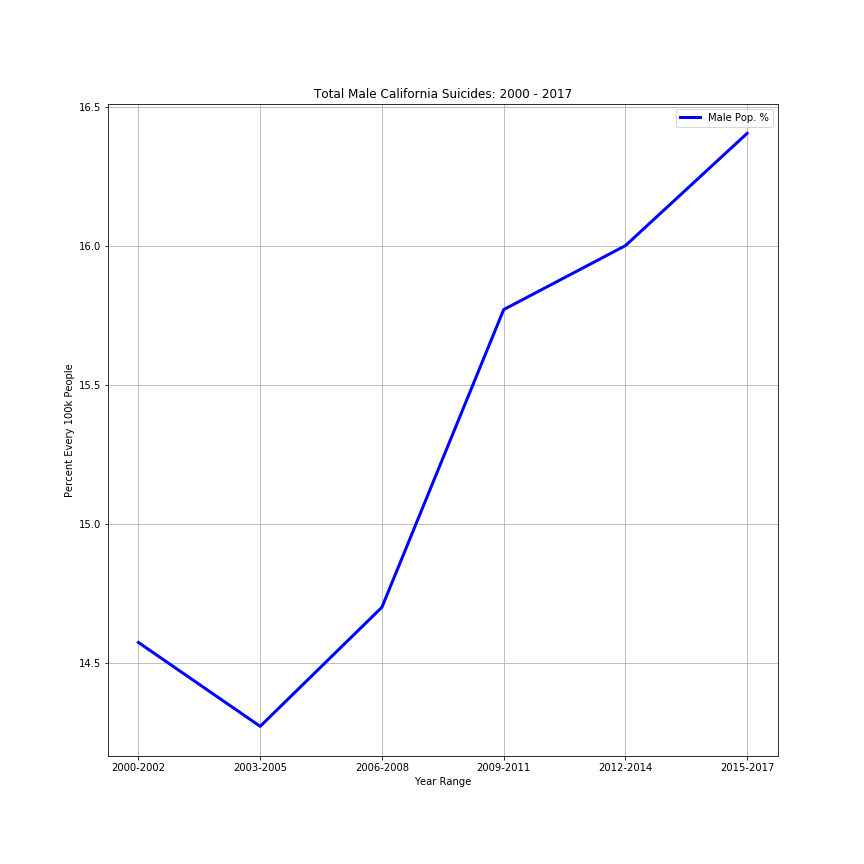 Total Male California Suicides: 2000 - 2017
Male Pop. %
16.5
16.0
15.5
15.0
14.5
Percent Every 100k People
2000-2002 2003-2005 2006-2008 2009-2011 2012-2014 2015-2017
Year Range